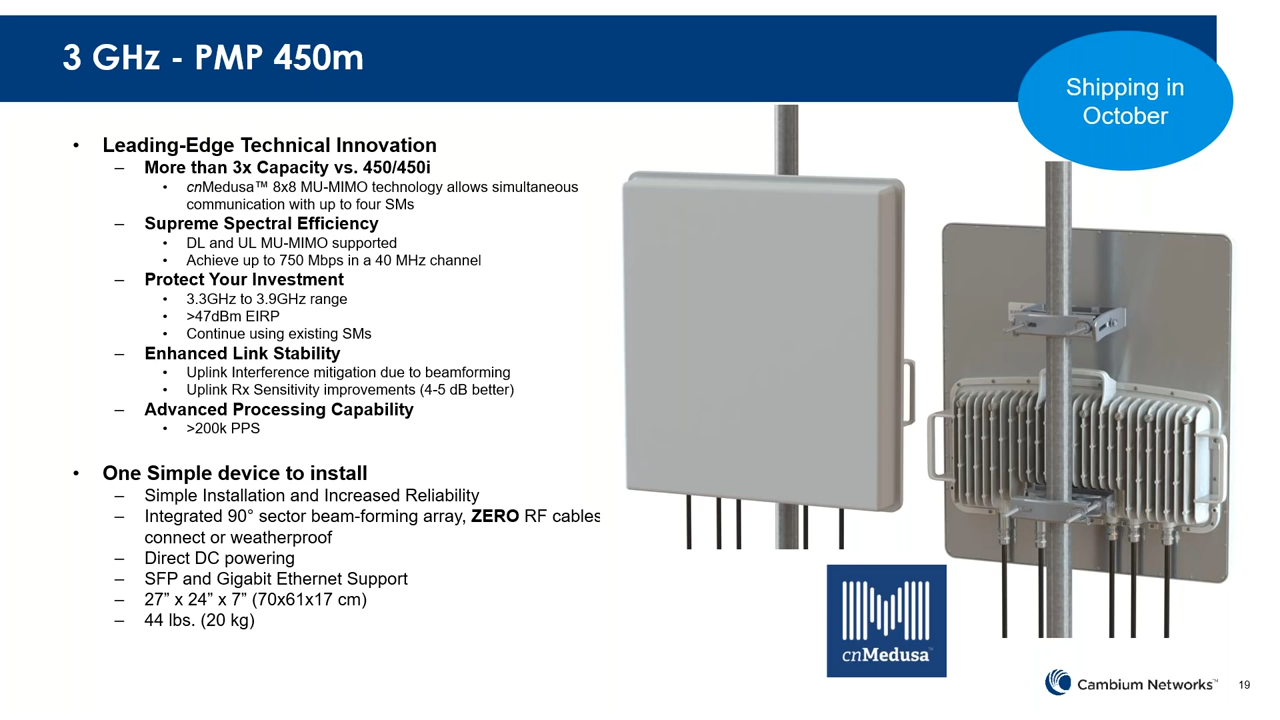 3 GHz - PMP 450m
Shipping in
October
• Leading-Edge Technical Innovation
– More than 3x Capacity vs. 450/450i
• cnMedusa™ 8x8 MU-MIMO technology allows simultaneous
communication with up to four SMs
– Supreme Spectral Efficiency
• DL and UL MU-MIMO supported
• Achieve up to 750 Mbps in a 40 MHz channel
– Protect Your Investment
• 3.3GHz to 3.9GHz range
• >47dBm EIRP
• Continue using existing SMs
– Enhanced Link Stability
• Uplink Interference mitigation due to beamforming
• Uplink Rx Sensitivity improvements (4-5 dB better)
– Advanced Processing Capability
• >200k PPS
• One Simple device to install
– Simple Installation and Increased Reliability
– Integrated 90° sector beam-forming array, ZERO RF cables
connect or weatherproof
– Direct DC powering
– SFP and Gigabit Ethernet Support
– 27” x 24” x 7” (70x61x17 cm)
– 44 lbs. (20 kg)
cnMedusa™
Cambium Networks™
19